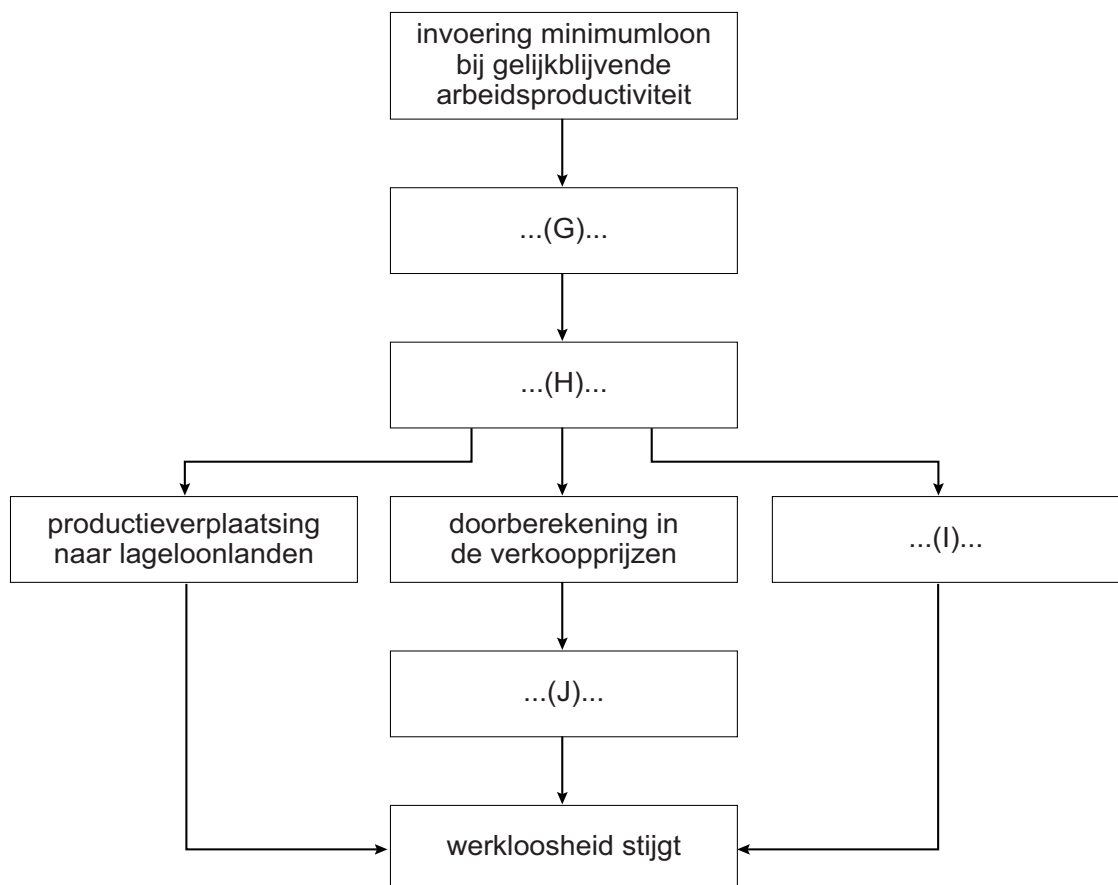 invoering minimumloon
bij gelijkblijvende
arbeidsproductiviteit
...(G)...
...(H)...
productieverplaatsing
naar lageloonlanden
doorberekening in
de verkoopprijzen
...(I)...
...(J)...
werkloosheid stijgt